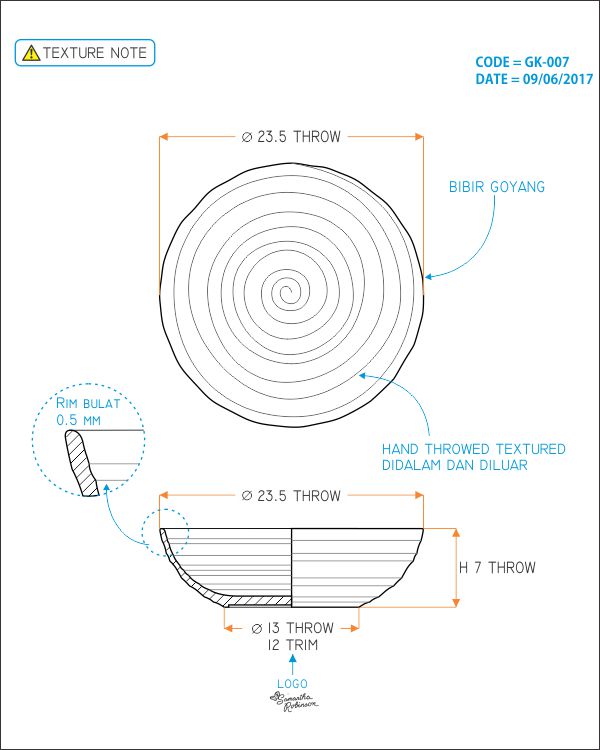 TEXTURE NOTE
CODE = GK-007
DATE = 09/06/2017
Ø 23.5 THROW
BIBIR GOYANG
RIM BULAT
0.5 MM
HAND THROWED TEXTURED
DIDALAM DAN DILUAR
Ø 23.5 THROW
H 7 THROW
Ø 13 THROW
12 TRIM
LOGO
Samantha
Robinson